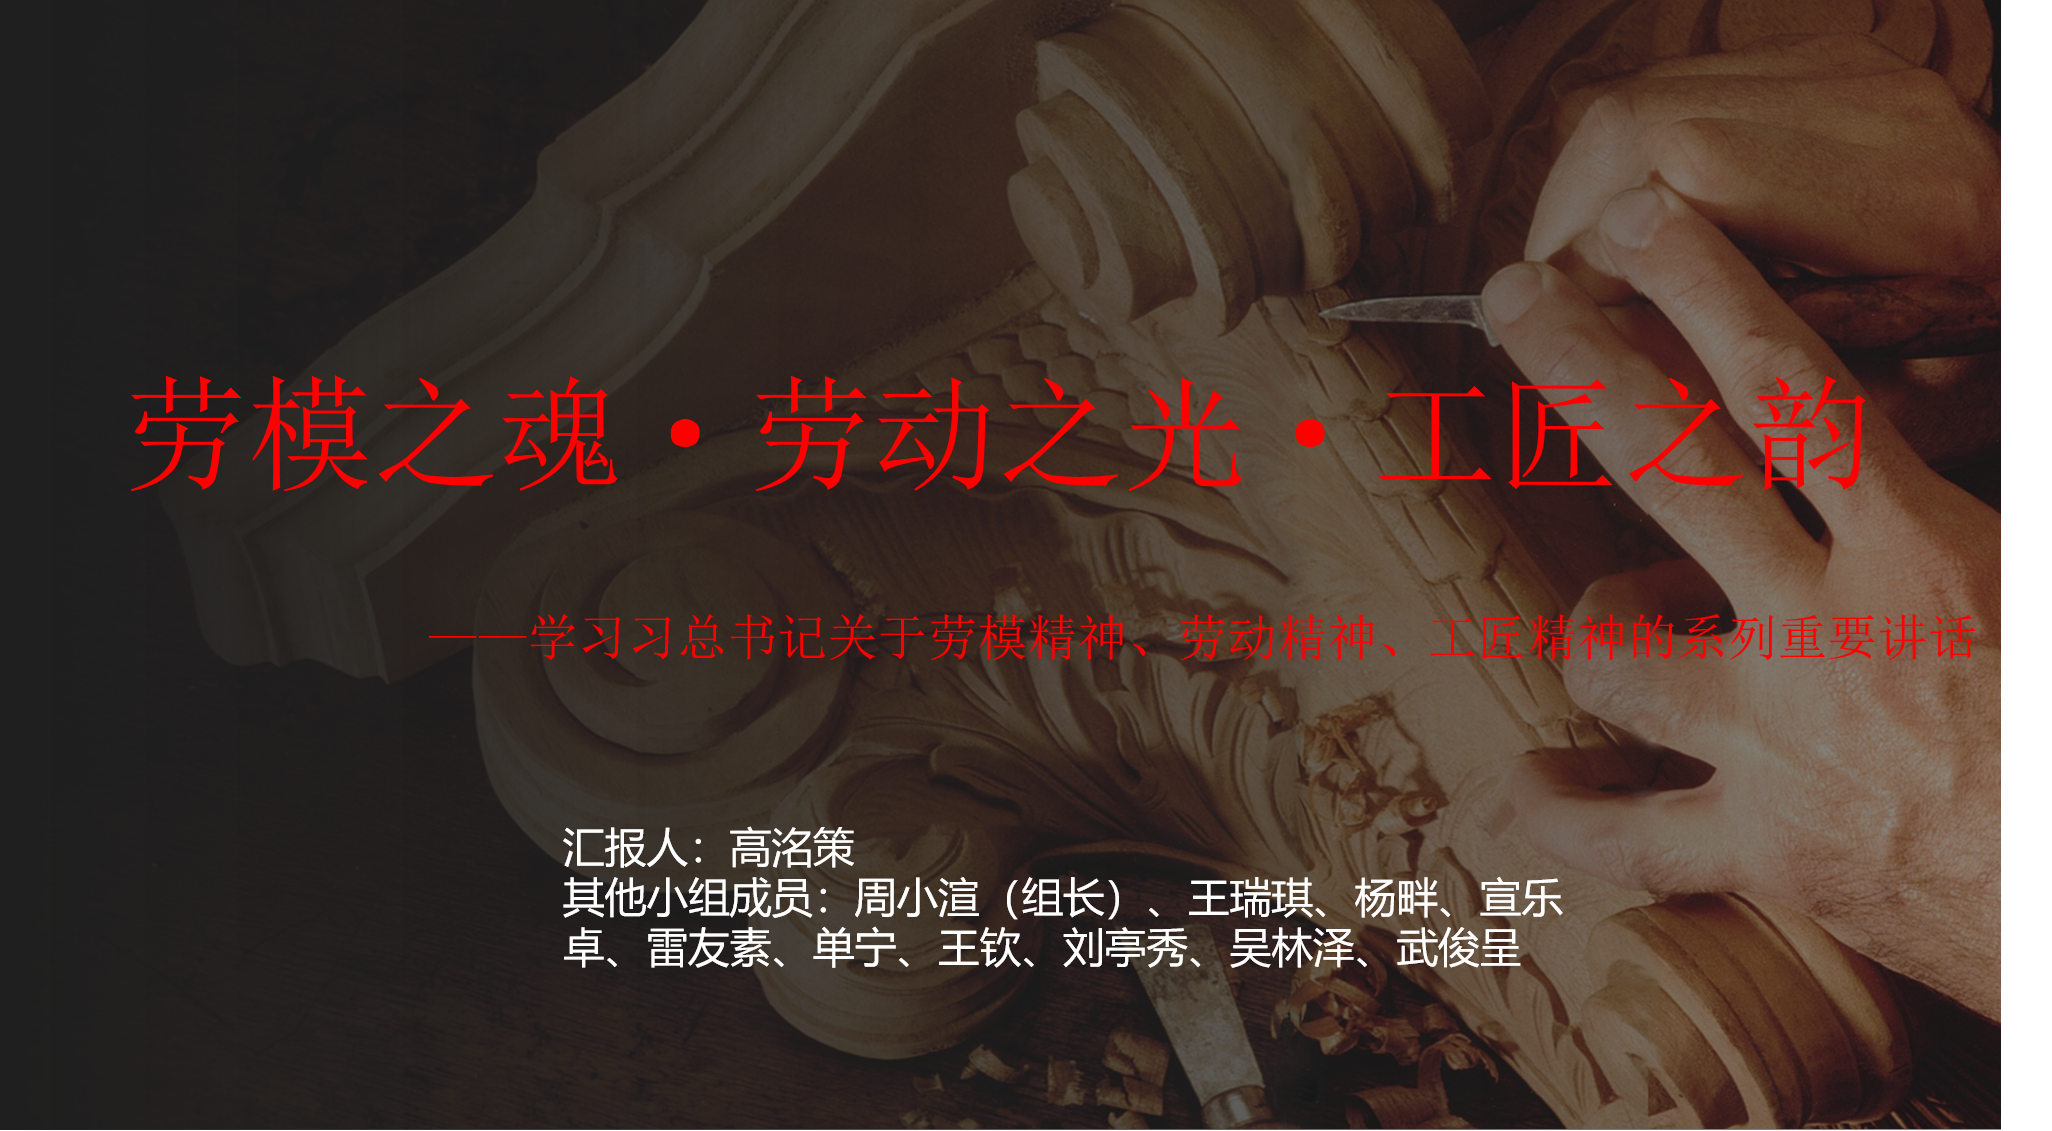 劳模之魂·劳动之光·工匠之韵
——学习习总书记关于劳模精神、劳动精神、工匠精神的系列重要讲话
汇报人：高洺策
其他小组成员：周小渲（组长）、王瑞琪、杨畔、宣乐
卓、雷友素、单宁、王钦、刘亭秀、吴林泽、武俊呈